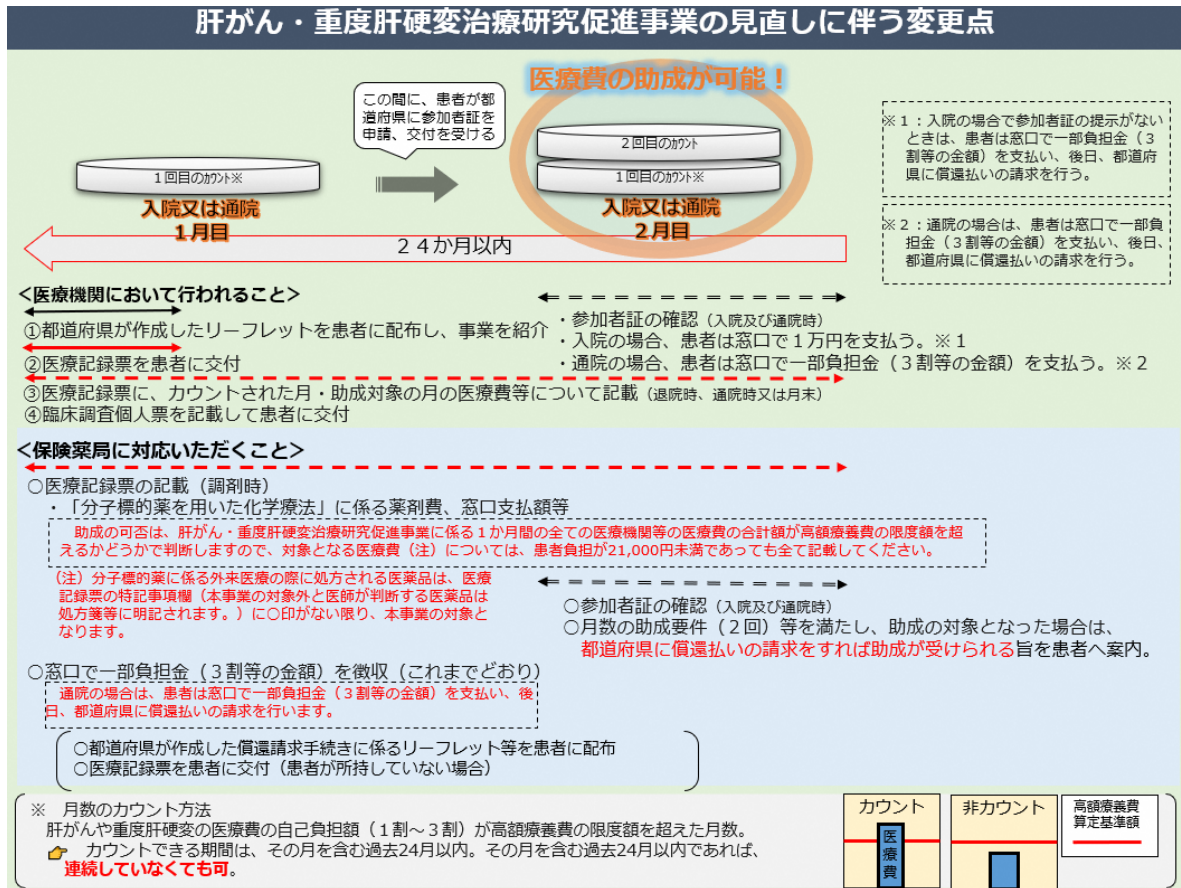 肝がん・重度肝硬変治療研究促進事業の見直しに伴う変更点
医療費の助成が可能！
この間に、患者が都
道府県に参加者証を
申請、交付を受ける
1回目のｶｳﾝﾄ※
入院又は通院
１月目
2回目のｶｳﾝﾄ
1回目のｶｳﾝﾄ※
入院又は通院
２月目
２４か月以内
※１：入院の場合で参加者証の提示がない
ときは、患者は窓口で一部負担金（３
割等の金額）を支払い、後日、都道府
県に償還払いの請求を行う。
※２：通院の場合は、患者は窓口で一部負
担金（３割等の金額）を支払い、後日、
都道府県に償還払いの請求を行う。
＜医療機関において行われること＞
①都道府県が作成したリーフレットを患者に配布し、事業を紹介
②医療記録票を患者に交付
・参加者証の確認（入院及び通院時）
・入院の場合、患者は窓口で１万円を支払う。※１
・通院の場合、患者は窓口で一部負担金（３割等の金額）を支払う。※２
③医療記録票に、カウントされた月・助成対象の月の医療費等について記載（退院時、通院時又は月末）
④臨床調査個人票を記載して患者に交付
＜保険薬局に対応いただくこと＞
○医療記録票の記載（調剤時）
・「分子標的薬を用いた化学療法」に係る薬剤費、窓口支払額等
助成の可否は、肝がん・重度肝硬変治療研究促進事業に係る１か月間の全ての医療機関等の医療費の合計額が高額療養費の限度額を超
えるかどうかで判断しますので、対象となる医療費（注）については、患者負担が21,000円未満であっても全て記載してください。
（注）分子標的薬に係る外来医療の際に処方される医薬品は、医療
記録票の特記事項欄（本事業の対象外と医師が判断する医薬品は
処方箋等に明記されます。）に○印がない限り、本事業の対象と
なります。
○参加者証の確認（入院及び通院時）
○月数の助成要件（２回）等を満たし、助成の対象となった場合は、
都道府県に償還払いの請求をすれば助成が受けられる旨を患者へ案内。
○窓口で一部負担金（３割等の金額）を徴収（これまでどおり）
通院の場合は、患者は窓口で一部負担金（３割等の金額）を支払い、後
日、都道府県に償還払いの請求を行います。
○都道府県が作成した償還請求手続きに係るリーフレット等を患者に配布
○医療記録票を患者に交付（患者が所持していない場合）
※　月数のカウント方法
肝がんや重度肝硬変の医療費の自己負担額（１割～３割）が高額療養費の限度額を超えた月数。
カウントできる期間は、その月を含む過去24月以内。その月を含む過去24月以内であれば、
連続していなくても可。
カウント
医
療
費
非カウント
高額療養費
算定基準額